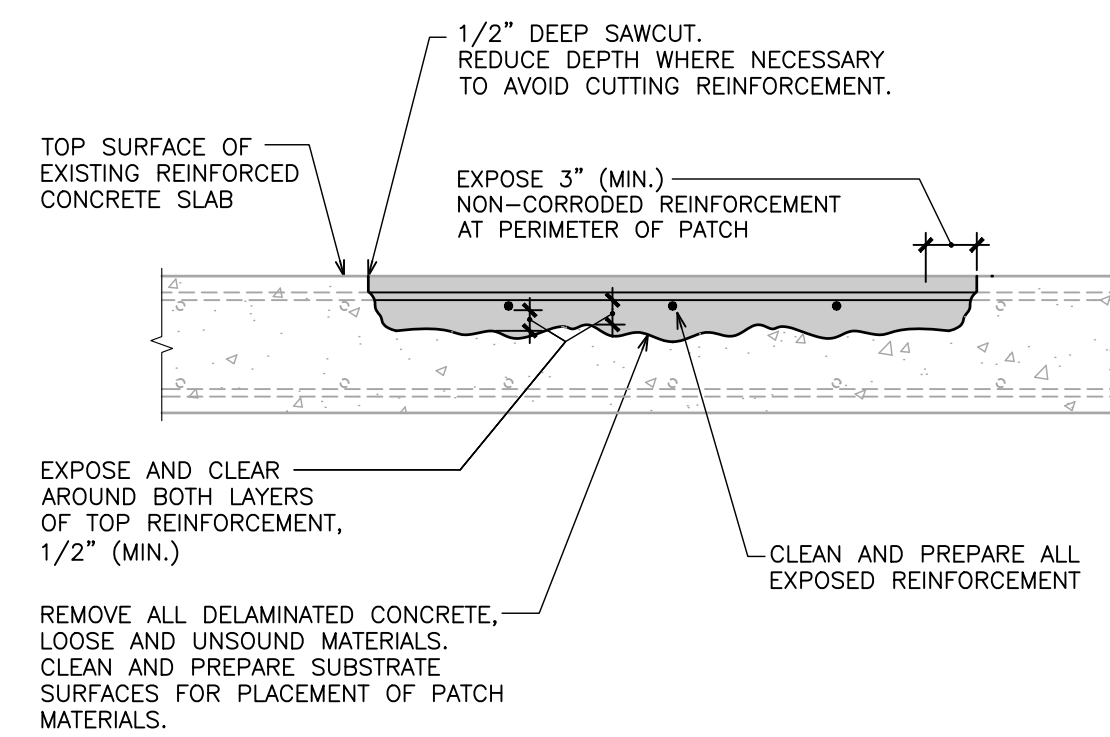 1/2” DEEP SAWCUT.
REDUCE DEPTH WHERE NECESSARY
TO AVOID CUTTING REINFORCEMENT.
TOP SURFACE OF
EXISTING REINFORCED
CONCRETE SLAB
EXPOSE 3” (MIN.)
NON-CORRODED REINFORCEMENT
AT PERIMETER OF PATCH
EXPOSE AND CLEAR
AROUND BOTH LAYERS
OF TOP REINFORCEMENT,
1/2” (MIN.)
CLEAN AND PREPARE ALL
EXPOSED REINFORCEMENT
REMOVE ALL DELAMINATED CONCRETE,
LOOSE AND UNSOUND MATERIALS.
CLEAN AND PREPARE SUBSTRATE
SURFACES FOR PLACEMENT OF PATCH
MATERIALS.